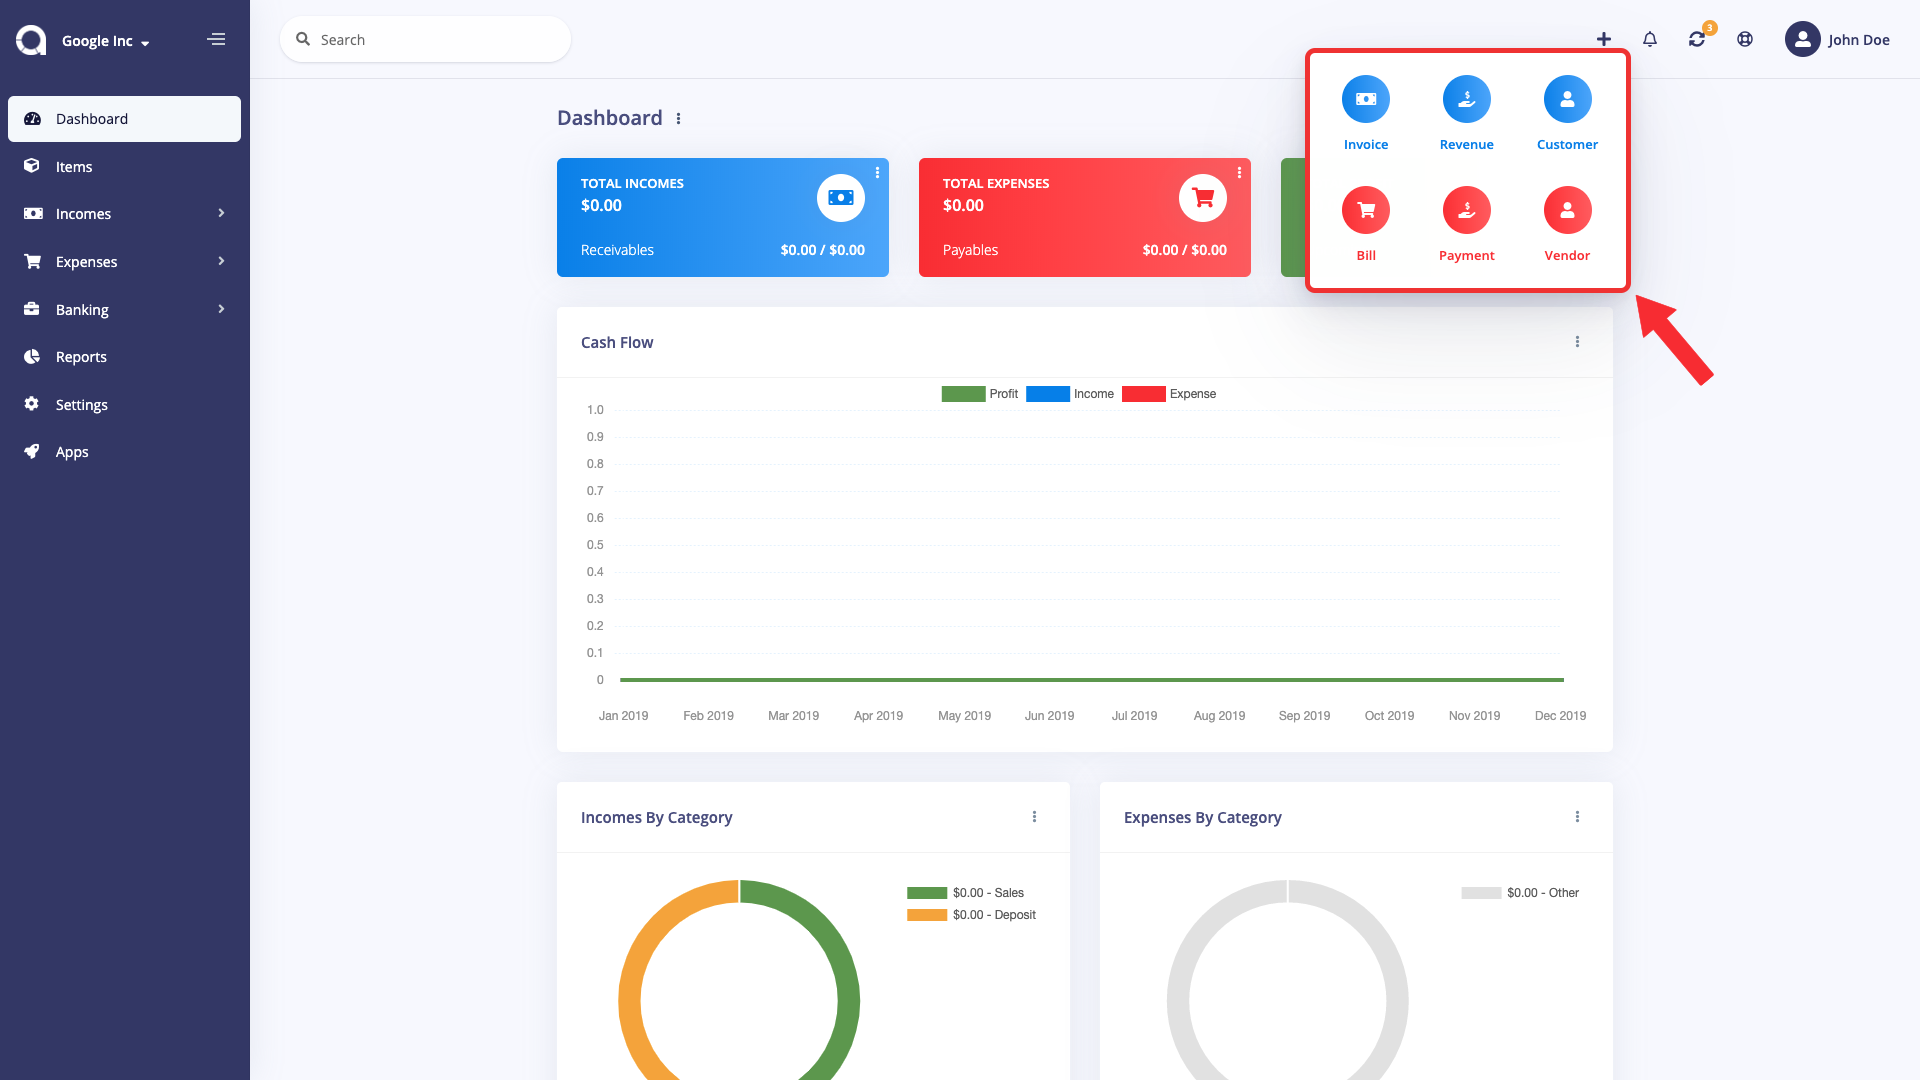 Google Inc
Search
3
John Doe
Dashboard
Items
Incomes
Expenses
Banking
Reports
Settings
Apps
Dashboard
TOTAL INCOMES
$0.00
Receivables $0.00 / $0.00
TOTAL EXPENSES
$0.00
Payables $0.00 / $0.00
Invoice Revenue Customer
Bill Payment Vendor
Cash Flow
Profit Income Expense
1.0
0.9
0.8
0.7
0.6
0.5
0.4
0.3
0.2
0.1
0
Jan 2019 Feb 2019 Mar 2019 Apr 2019 May 2019 Jun 2019 Jul 2019 Aug 2019 Sep 2019 Oct 2019 Nov 2019 Dec 2019
Incomes By Category
$0.00 - Sales
$0.00 - Deposit
Expenses By Category
$0.00 - Other